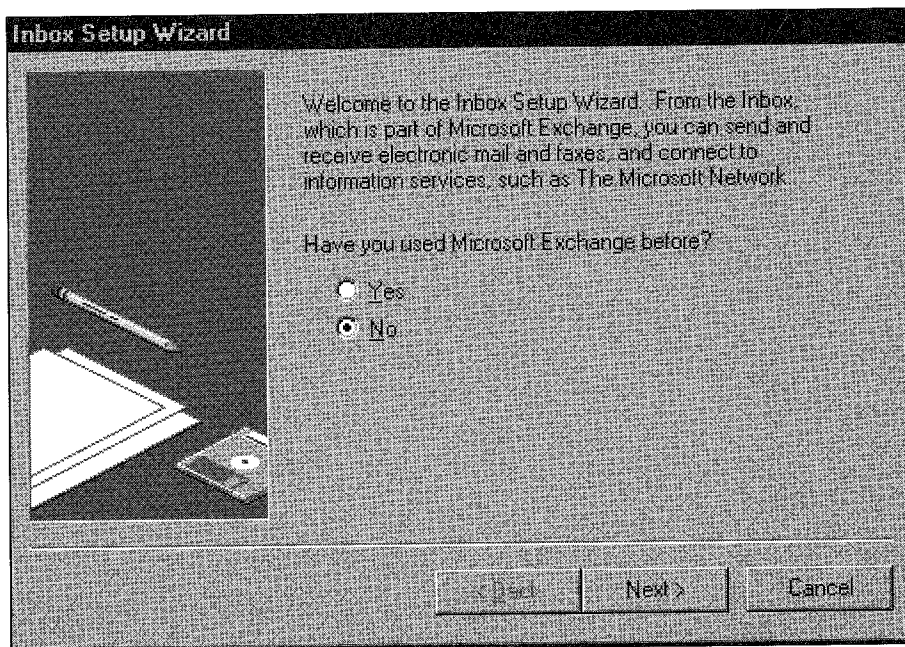 Inbox Setup Wizard
Welcome to the Inbox Setup Wizard. From the Inbox,
which is part of Microsoft Exchange, you can send and
receive electronic mail and faxes, and connect to
information services, such as The Microsoft Network.
Have you used Microsoft Exchange before?
Yes
No
< Back
Next >
Cancel